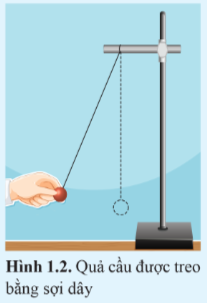 Hình 1.2. Quả cầu được treo
bằng sợi dây